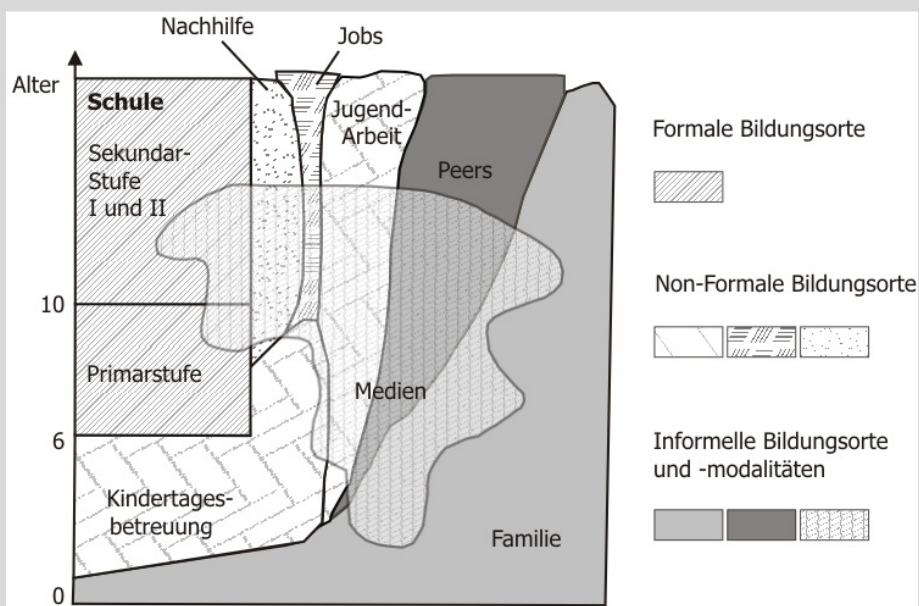 Nachhilfe
Jobs
Alter
Schule
Sekundar-
Stufe
I und II
Jugend-
Arbeit
Peers
10
Primarstufe
Medien
6
Kindertages-
betreuung
Familie
0
Formale Bildungsorte
Non-Formale Bildungsorte
Informelle Bildungsorte
und -modalitäten